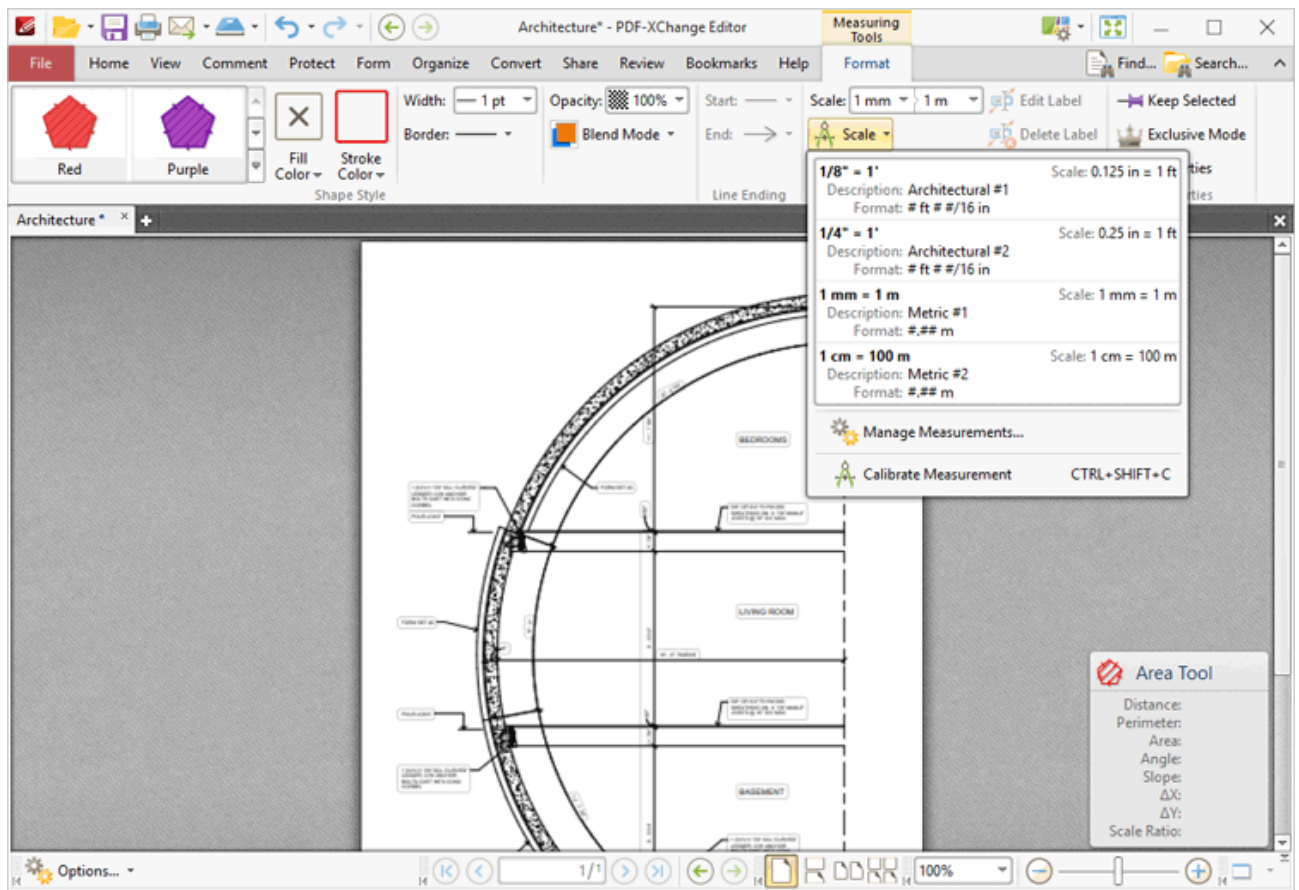 Architecture* - PDF-XChange Editor
Measuring Tools
File Home View Comment Protect Form Organize Convert Share Review Bookmarks Help Format Find... Search...
Red
Purple
Fill Color
Stroke Color
Width: 1 pt
Border:
Shape Style
Opacity: 100%
Blend Mode
Start:
End:
Line Ending
Scale: 1 mm 1 m
Scale
Edit Label
Delete Label
Keep Selected
Exclusive Mode
1/8" = 1' Scale: 0.125 in = 1 ft
Description: Architectural #1
Format: # ft # #/16 in
1/4" = 1' Scale: 0.25 in = 1 ft
Description: Architectural #2
Format: # ft # #/16 in
1 mm = 1 m Scale: 1 mm = 1 m
Description: Metric #1
Format: #.## m
1 cm = 100 m Scale: 1 cm = 100 m
Description: Metric #2
Format: #.## m
Manage Measurements...
Calibrate Measurement CTRL+SHIFT+C
Architecture *
BEDROOMS
LIVING ROOM
BASEMENT
Area Tool
Distance:
Perimeter:
Area:
Angle:
Slope:
ΔX:
ΔY:
Scale Ratio:
Options...
1/1
100%